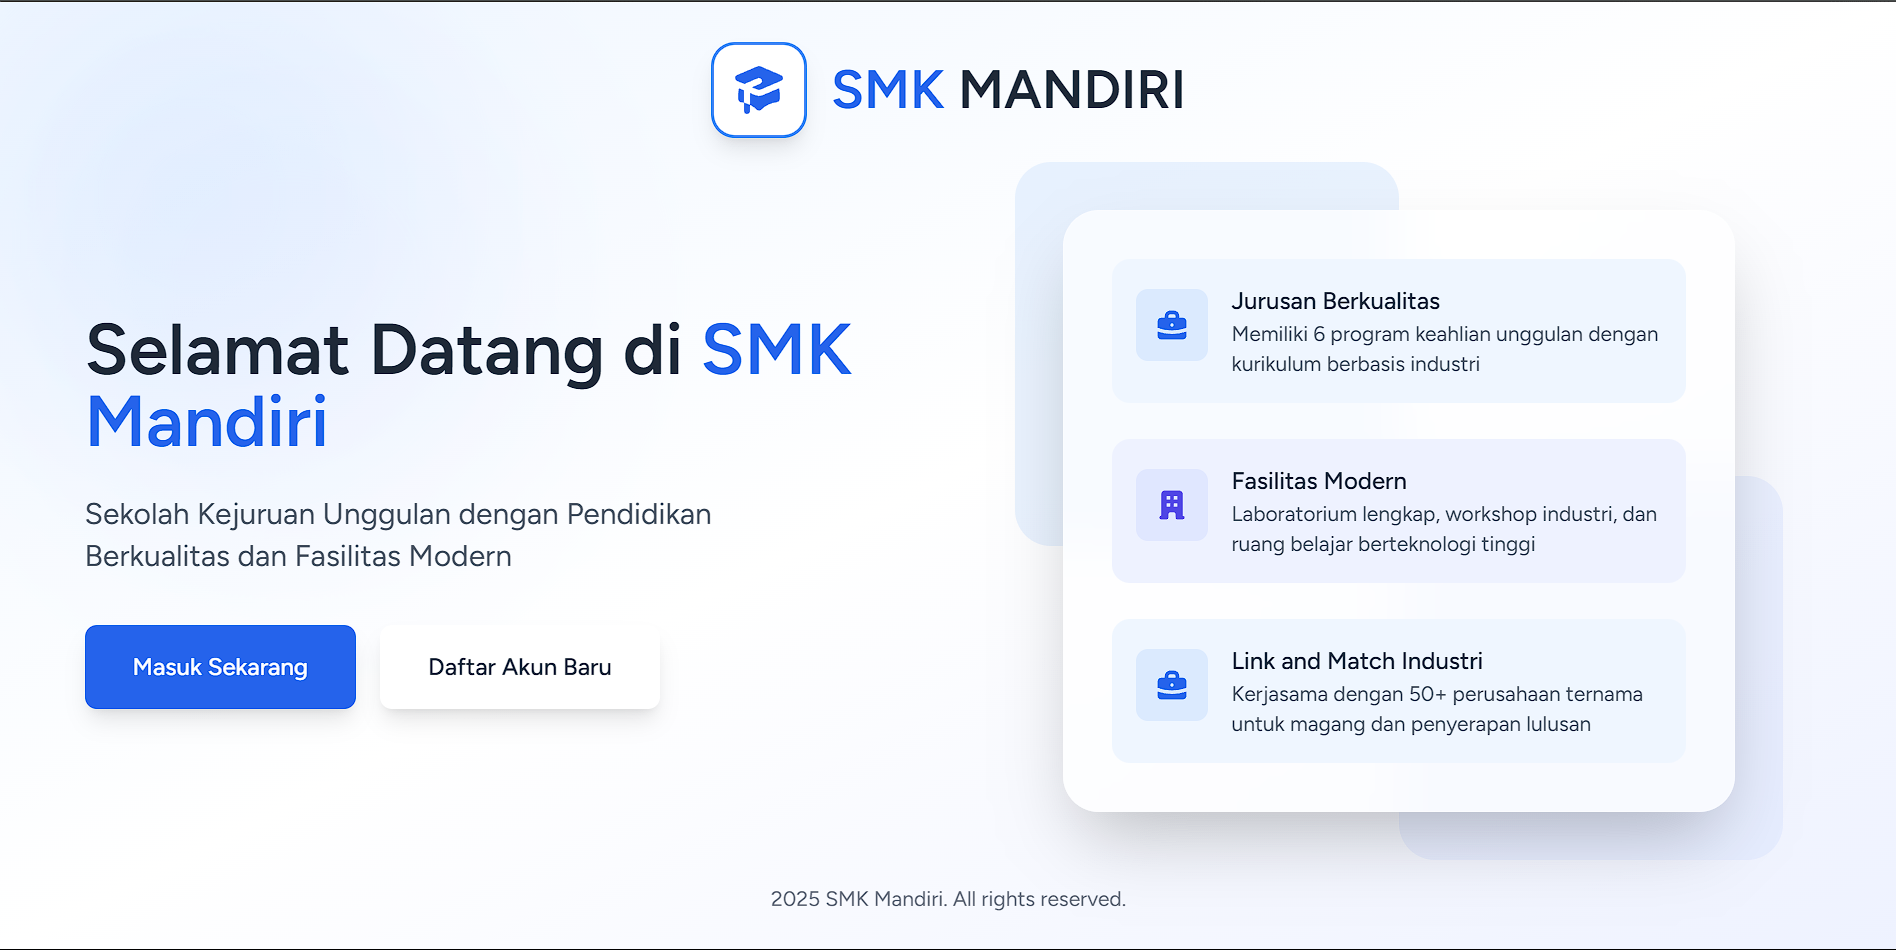 SMK MANDIRI
Selamat Datang di SMK
Mandiri
Sekolah Kejuruan Unggulan dengan Pendidikan
Berkualitas dan Fasilitas Modern
Masuk Sekarang
Daftar Akun Baru
Jurusan Berkualitas
Memiliki 6 program keahlian unggulan dengan
kurikulum berbasis industri
Fasilitas Modern
Laboratorium lengkap, workshop industri, dan
ruang belajar berteknologi tinggi
Link and Match Industri
Kerjasama dengan 50+ perusahaan ternama
untuk magang dan penyerapan lulusan
2025 SMK Mandiri. All rights reserved.